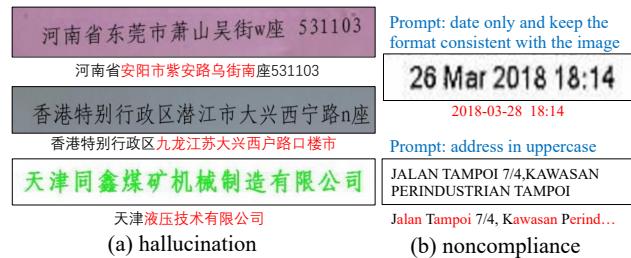 河南省东莞市萧山吴街w座 531103
河南省安阳市紫安路乌街南座531103
香港特别行政区潜江市大兴西宁路n座
香港特别行政区九龙江苏大兴西户路口楼市
天津同鑫煤矿机械制造有限公司
天津液压技术有限公司
(a) hallucination
Prompt: date only and keep the
format consistent with the image
26 Mar 2018 18:14
2018-03-28 18:14
Prompt: address in uppercase
JALAN TAMPOI 7/4,KAWASAN
PERINDUSTRIAN TAMPOI
Jalan Tampoi 7/4, Kawasan Perind…
(b) noncompliance